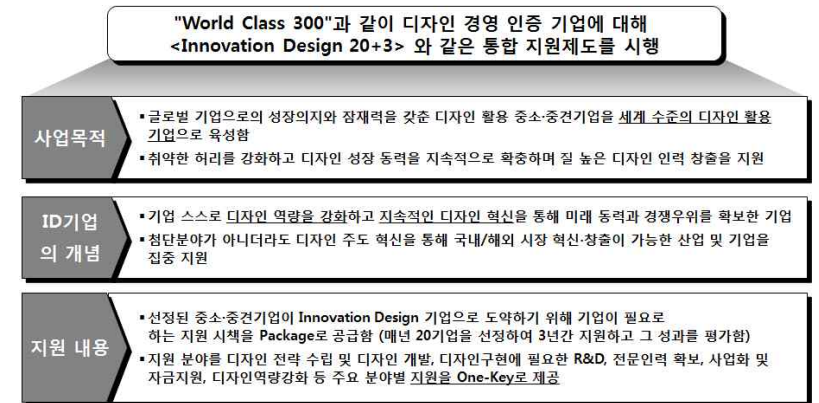 "World Class 300"과 같이 디자인 경영 인증 기업에 대해
<Innovation Design 20+3> 와 같은 통합 지원제도를 시행
사업목적
▪글로벌 기업으로의 성장의지와 잠재력을 갖춘 디자인 활용 중소·중견기업을 세계 수준의 디자인 활용
기업으로 육성함
▪취약한 허리를 강화하고 디자인 성장 동력을 지속적으로 확충하며 질 높은 디자인 인력 창출을 지원
ID기업
의 개념
▪기업 스스로 디자인 역량을 강화하고 지속적인 디자인 혁신을 통해 미래 동력과 경쟁우위를 확보한 기업
▪첨단분야가 아니더라도 디자인 주도 혁신을 통해 국내/해외 시장 혁신·창출이 가능한 산업 및 기업을
집중 지원
지원 내용
▪선정된 중소·중견기업이 Innovation Design 기업으로 도약하기 위해 기업이 필요로
하는 지원 시책을 Package로 공급함 (매년 20기업을 선정하여 3년간 지원하고 그 성과를 평가함)
▪지원 분야를 디자인 전략 수립 및 디자인 개발, 디자인구현에 필요한 R&D, 전문인력 확보, 사업화 및
자금지원, 디자인역량강화 등 주요 분야별 지원을 One-Key로 제공